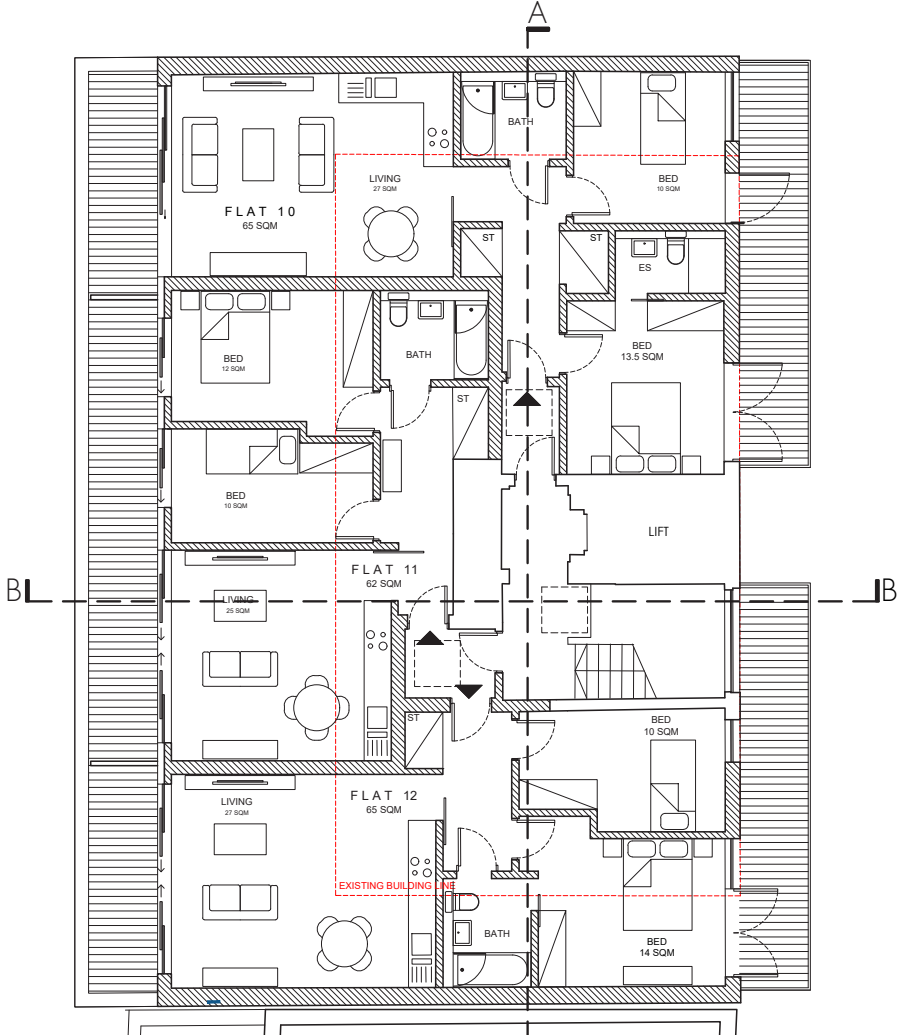 A
BATH
LIVING
27 SQM
BED
10 SQM
FLAT 10
65 SQM
ST
ST
ES
BED
12 SQM
BATH
BED
13.5 SQM
ST
BED
10 SQM
LIFT
FLAT 11
62 SQM
B
B
LIVING
25 SQM
ST
BED
10 SQM
LIVING
27 SQM
FLAT 12
65 SQM
EXISTING BUILDING LINE
BATH
BED
14 SQM